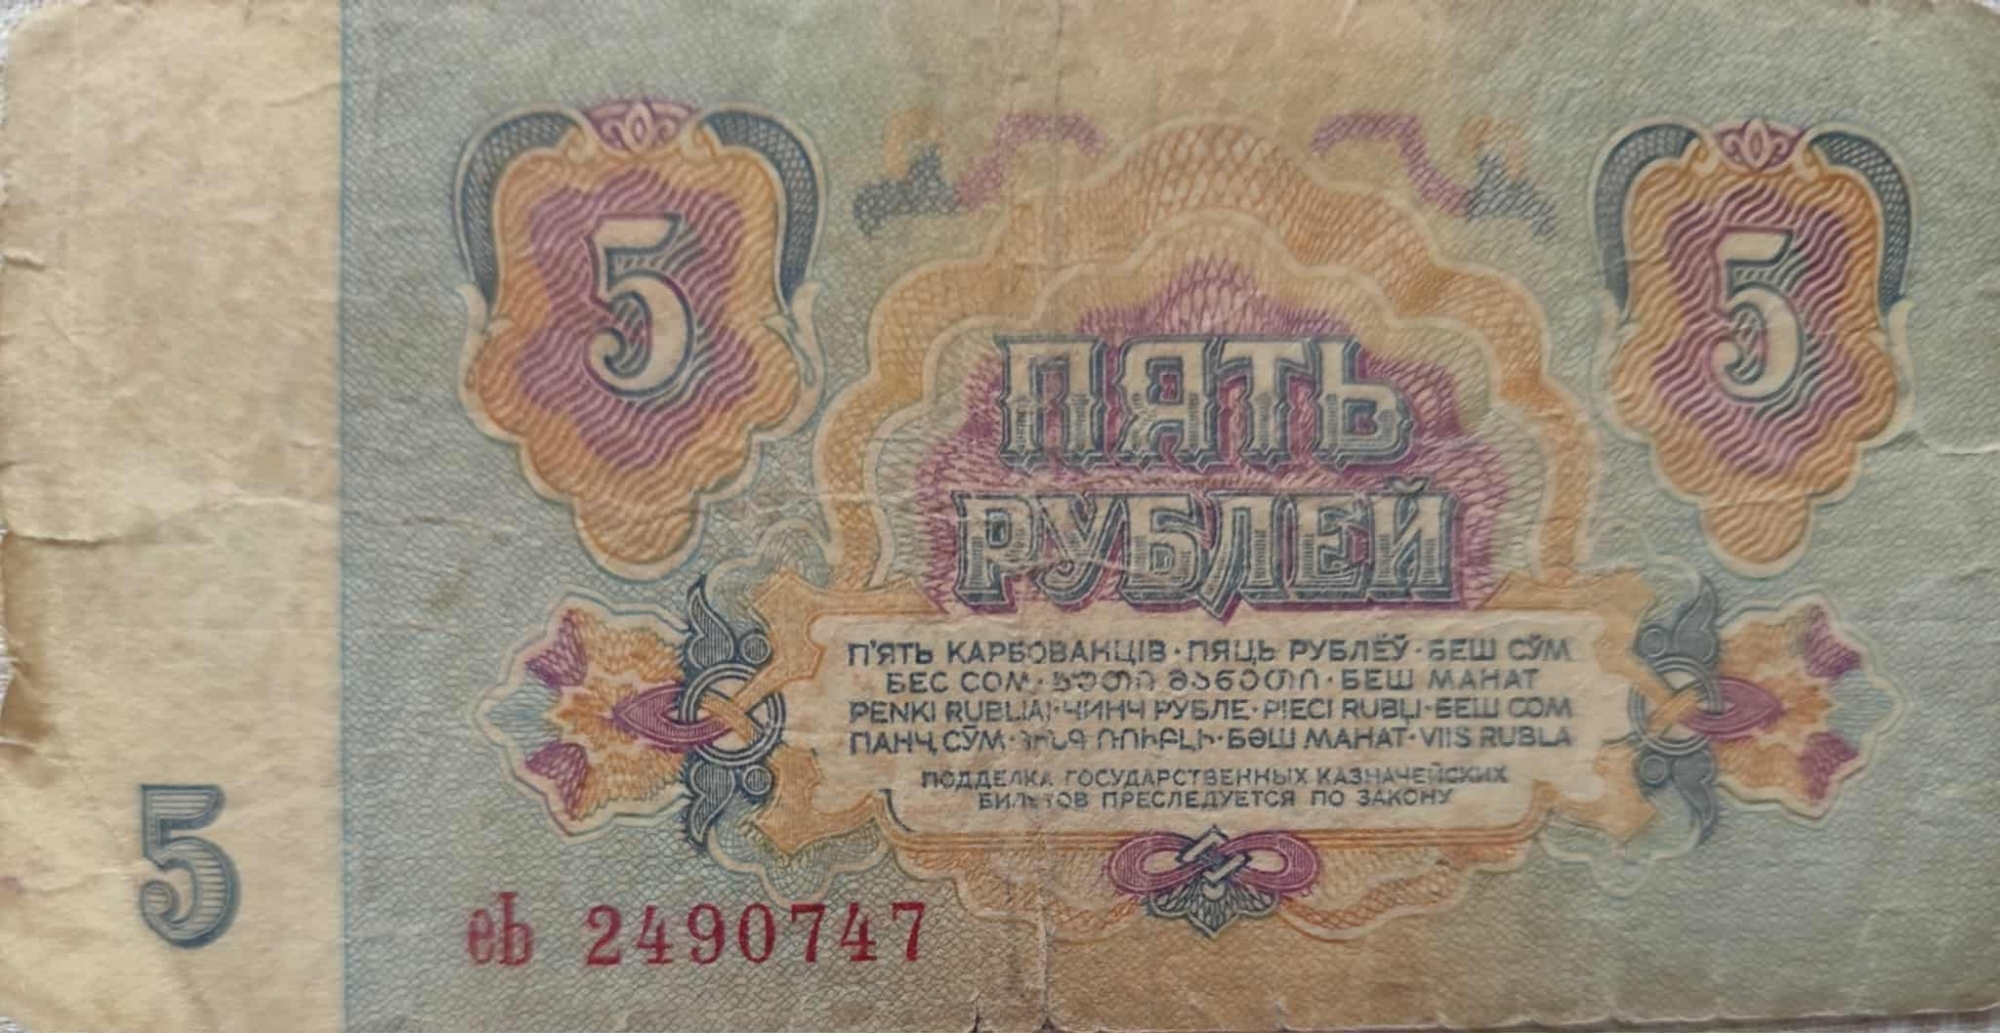 5
5
ПЯТЬ
РУБЛЕЙ
П'ЯТЬ КАРБОВАНЦІВ · ПЯЦЬ РУБЛЁЎ · БЕШ СЎМ
БЕС СОМ · ხუთი მანეთი · БЕШ МАНАТ
PENKI RUBLIAI · ЧИНЧ РУБЛЕ · PIECI RUBĻI · БЕШ СОМ
ПАНҶ СӮМ · ՀԻՆԳ ՌՈՒԲԼԻ · БӘШ МАНАТ · VIIS RUBLA
ПОДДЕЛКА ГОСУДАРСТВЕННЫХ КАЗНАЧЕЙСКИХ
БИЛЕТОВ ПРЕСЛЕДУЕТСЯ ПО ЗАКОНУ
5
еЬ 2490747